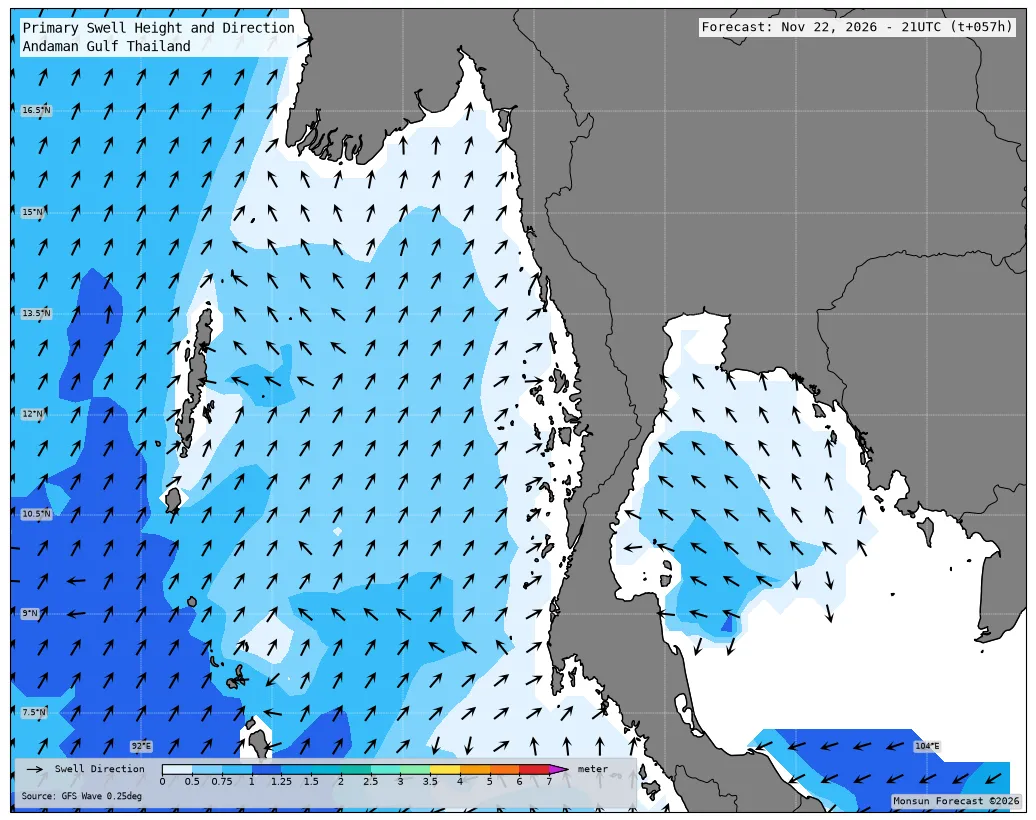 Primary Swell Height and Direction
Andaman Gulf Thailand
Forecast: Nov 22, 2026 - 21UTC (t+057h)
16.5°N
15°N
13.5°N
12°N
10.5°N
9°N
7.5°N
92°E
104°E
Swell Direction
0 0.5 0.75 1 1.25 1.5 2 2.5 3 3.5 4 5 6 7
meter
Source: GFS Wave 0.25deg
Monsun Forecast ©2026